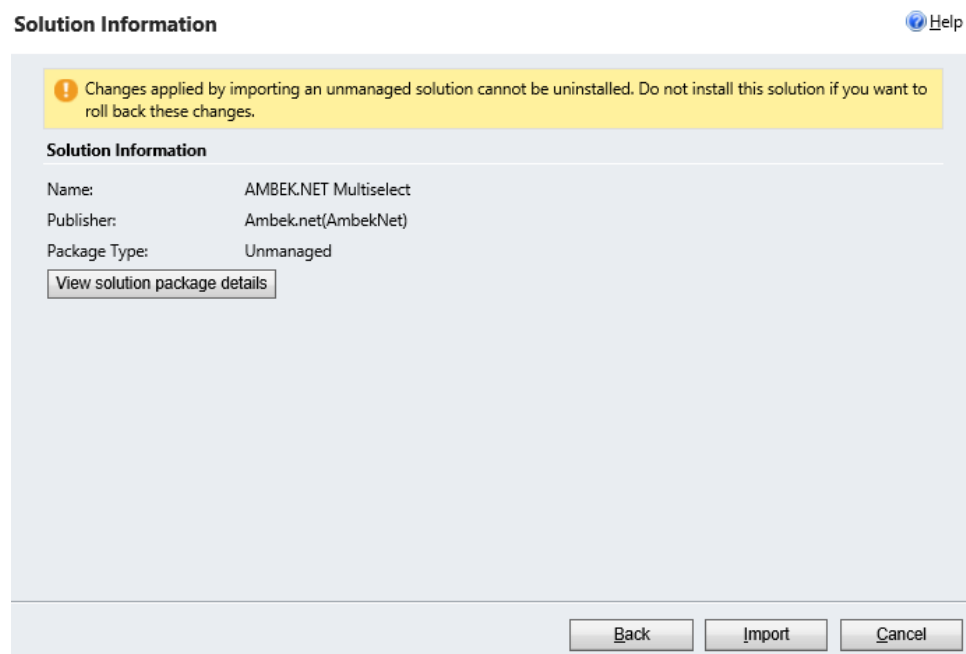 Solution Information
Help
Changes applied by importing an unmanaged solution cannot be uninstalled. Do not install this solution if you want to
roll back these changes.
Solution Information
Name: AMBEK.NET Multiselect
Publisher: Ambek.net(AmbekNet)
Package Type: Unmanaged
View solution package details
Back Import Cancel